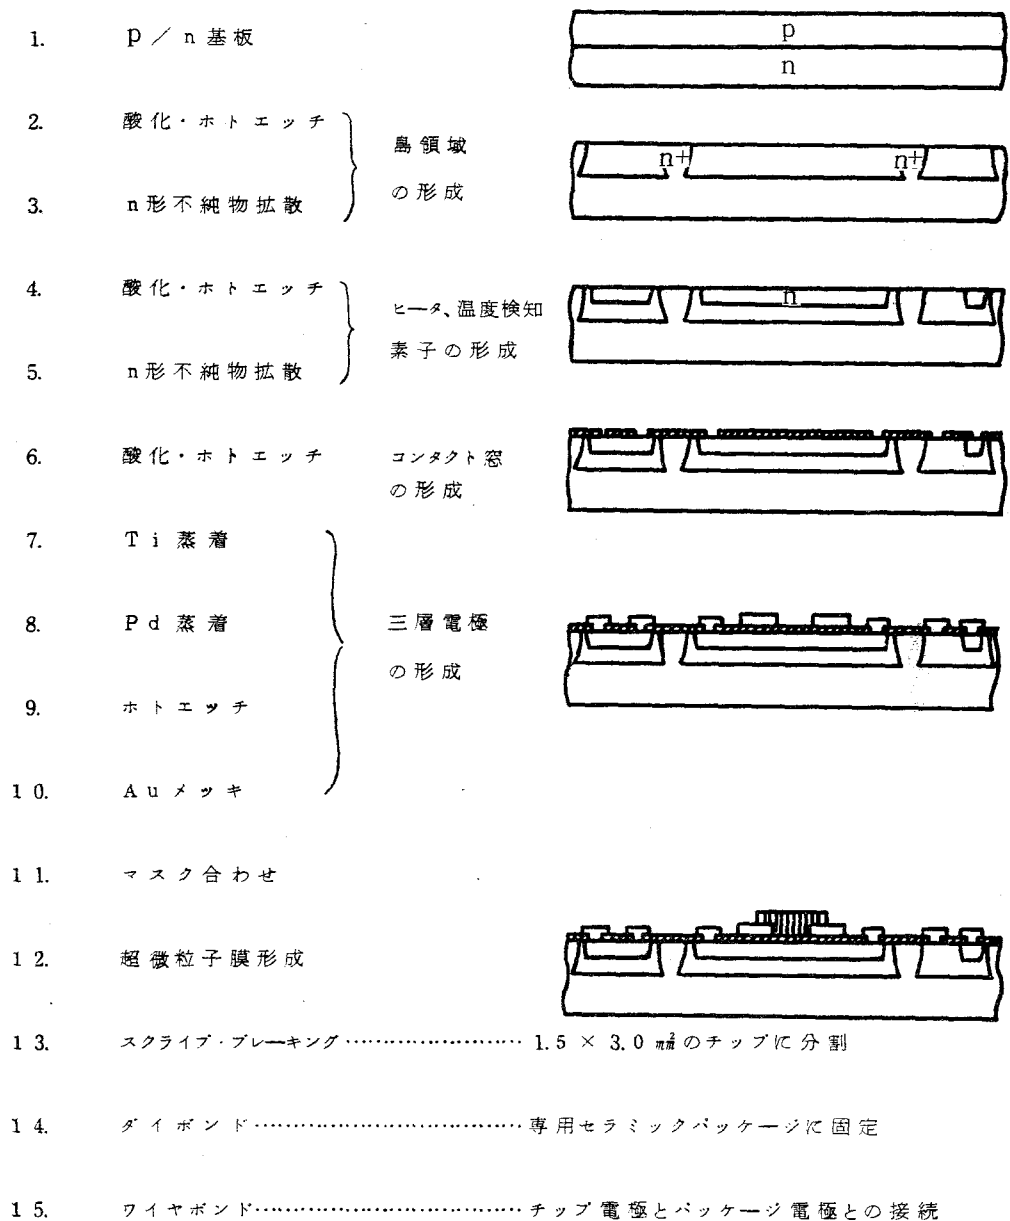 1. p／n基板
p
n
2. 酸化・ホトエッチ
島領域
n+ n+
の形成
3. n形不純物拡散
4. 酸化・ホトエッチ
ヒータ、温度検知
n
素子の形成
5. n形不純物拡散
6. 酸化・ホトエッチ コンタクト窓
の形成
7. Ti蒸着
8. Pd蒸着 三層電極
の形成
9. ホトエッチ
10. Auメッキ
11. マスク合わせ
12. 超微粒子膜形成
13. スクライブ・ブレーキング……………………1.5 × 3.0 mm²のチップに分割
14. ダイボンド……………………………専用セラミックパッケージに固定
15. ワイヤボンド……………………………チップ電極とパッケージ電極との接続